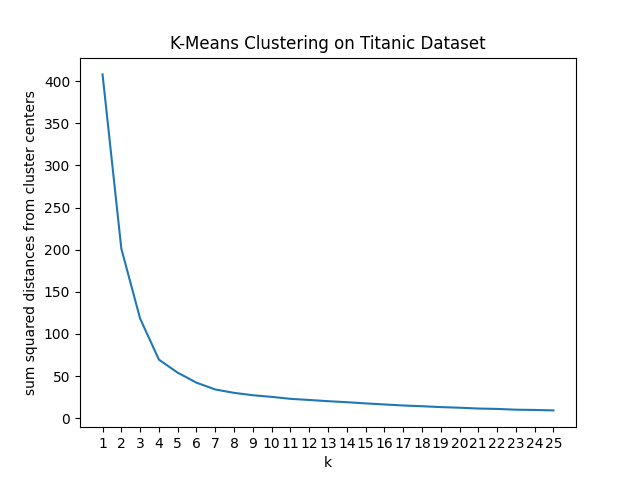 K-Means Clustering on Titanic Dataset
sum squared distances from cluster centers
400
350
300
250
200
150
100
50
0
1 2 3 4 5 6 7 8 9 10 11 12 13 14 15 16 17 18 19 20 21 22 23 24 25
k